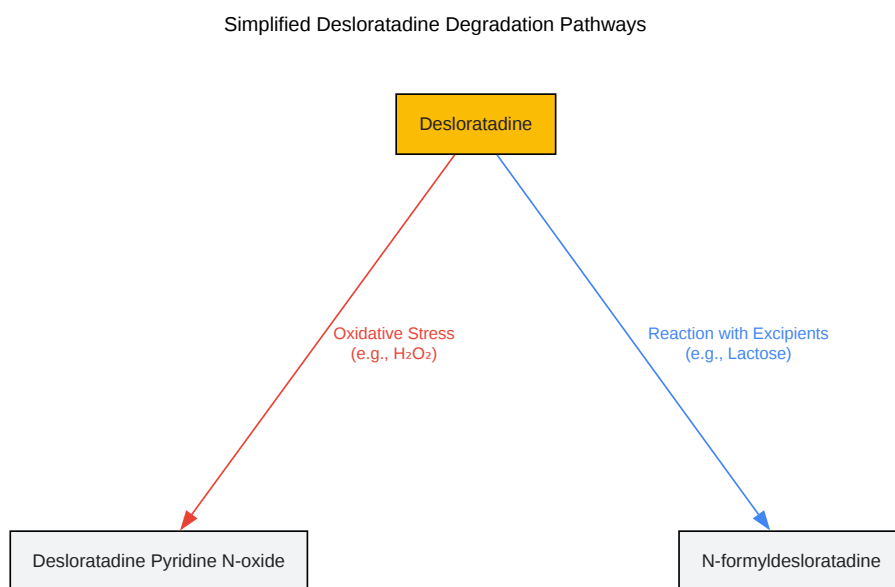 Simplified Desloratadine Degradation Pathways
Desloratadine
Oxidative Stress
(e.g., H₂O₂)
Reaction with Excipients
(e.g., Lactose)
Desloratadine Pyridine N-oxide
N-formyldesloratadine